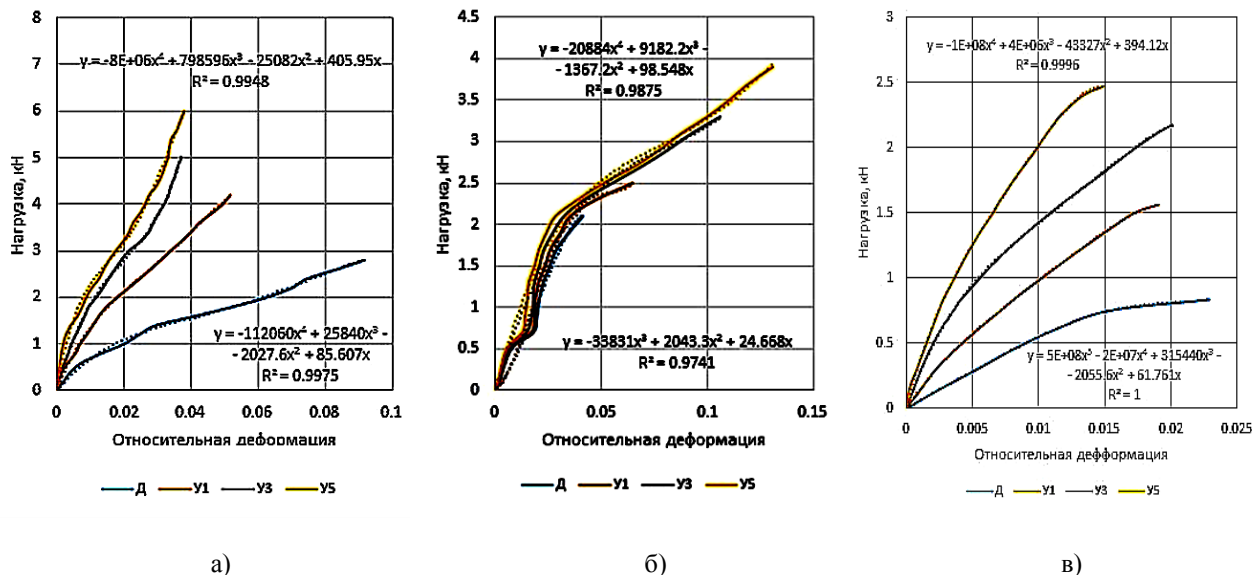 8
7
6
5
4
3
2
1
0
Нагрузка, кН
y = -8E+06x⁴ + 798596x³ - 25082x² + 405.95x
R² = 0.9948
y = -112060x⁴ + 25840x³ -
- 2027.6x² + 85.607x
R² = 0.9975
0 0.02 0.04 0.06 0.08 0.1
Относительная деформация
Д У1 У3 У5
а)
4.5
4
3.5
3
2.5
2
1.5
1
0.5
0
Нагрузка, кН
y = -20884x⁴ + 9182.2x³ -
- 1367.2x² + 98.548x
R² = 0.9875
y = -33831x³ + 2043.3x² + 24.668x
R² = 0.9741
0 0.05 0.1 0.15
Относительная деформация
Д У1 У3 У5
б)
3
2.5
2
1.5
1
0.5
0
Нагрузка, кН
y = -1E+08x⁴ + 4E+06x³ - 43327x² + 394.12x
R² = 0.9996
y = 5E+08x⁵ - 2E+07x⁴ + 315440x³ -
- 2055.6x² + 61.761x
R² = 1
0 0.005 0.01 0.015 0.02 0.025
Относительная дефформация
Д У1 У3 У5
в)